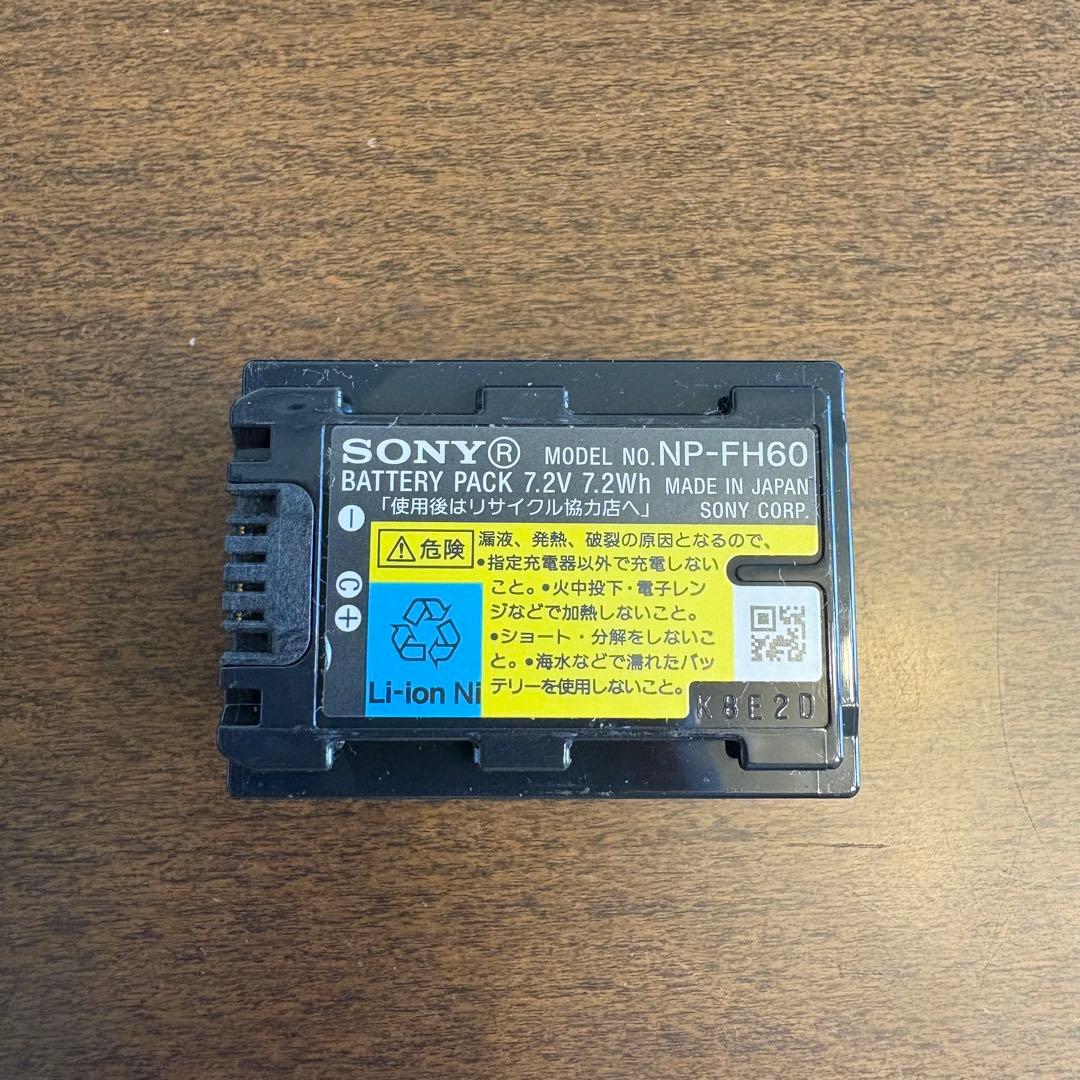 SONY® MODEL NO. NP-FH60
BATTERY PACK 7.2V 7.2Wh MADE IN JAPAN
「使用後はリサイクル協力店へ」 SONY CORP.
⚠危険 漏液、発熱、破裂の原因となるので、
•指定充電器以外で充電しない
こと。•火中投下・電子レン
ジなどで加熱しないこと。
•ショート・分解をしないこ
と。•海水などで濡れたバッ
テリーを使用しないこと。
− C +
Li-ion Ni
K8E2D